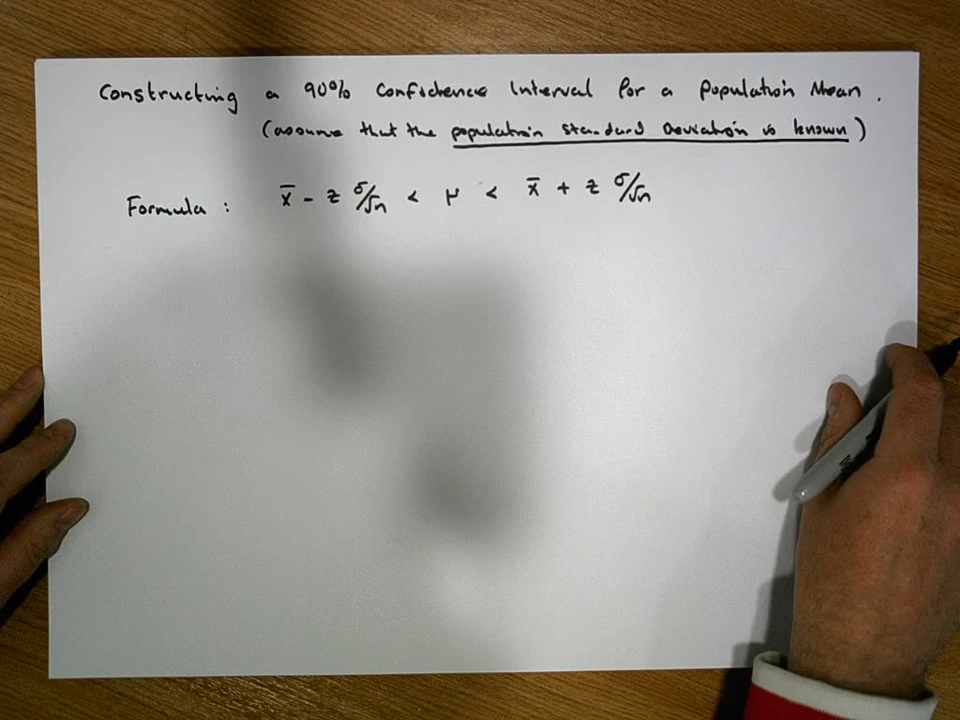 Constructing a 90% Confidence Interval for a Population Mean.
(assume that the population standard deviation is known)
Formula: x̄ - z σ/√n < μ < x̄ + z σ/√n